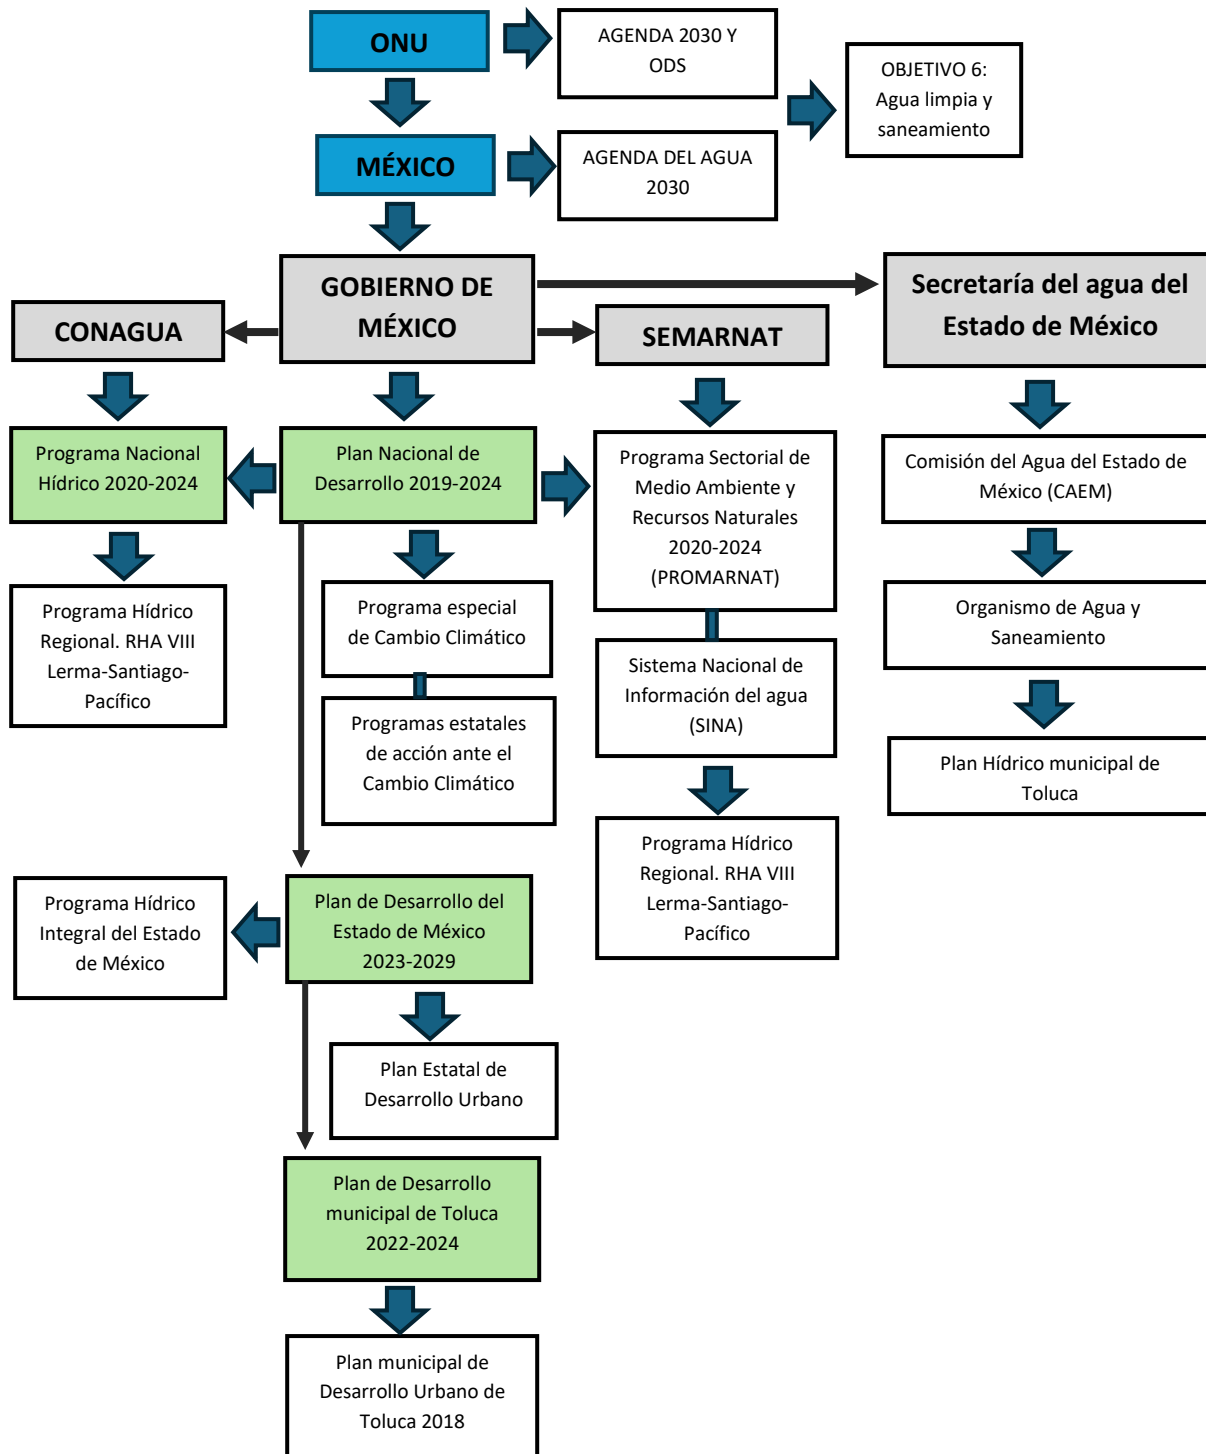 ONU
AGENDA 2030 Y
ODS
OBJETIVO 6:
Agua limpia y
saneamiento
MÉXICO
AGENDA DEL AGUA
2030
GOBIERNO DE
MÉXICO
CONAGUA
SEMARNAT
Secretaría del agua del
Estado de México
Programa Nacional
Hídrico 2020-2024
Plan Nacional de
Desarrollo 2019-2024
Programa Sectorial de
Medio Ambiente y
Recursos Naturales
2020-2024
(PROMARNAT)
Comisión del Agua del Estado de
México (CAEM)
Programa Hídrico
Regional. RHA VIII
Lerma-Santiago-
Pacífico
Programa especial
de Cambio Climático
Organismo de Agua y
Saneamiento
Programas estatales
de acción ante el
Cambio Climático
Sistema Nacional de
Información del agua
(SINA)
Plan Hídrico municipal de
Toluca
Programa Hídrico
Regional. RHA VIII
Lerma-Santiago-
Pacífico
Programa Hídrico
Integral del Estado
de México
Plan de Desarrollo del
Estado de México
2023-2029
Plan Estatal de
Desarrollo Urbano
Plan de Desarrollo
municipal de Toluca
2022-2024
Plan municipal de
Desarrollo Urbano de
Toluca 2018